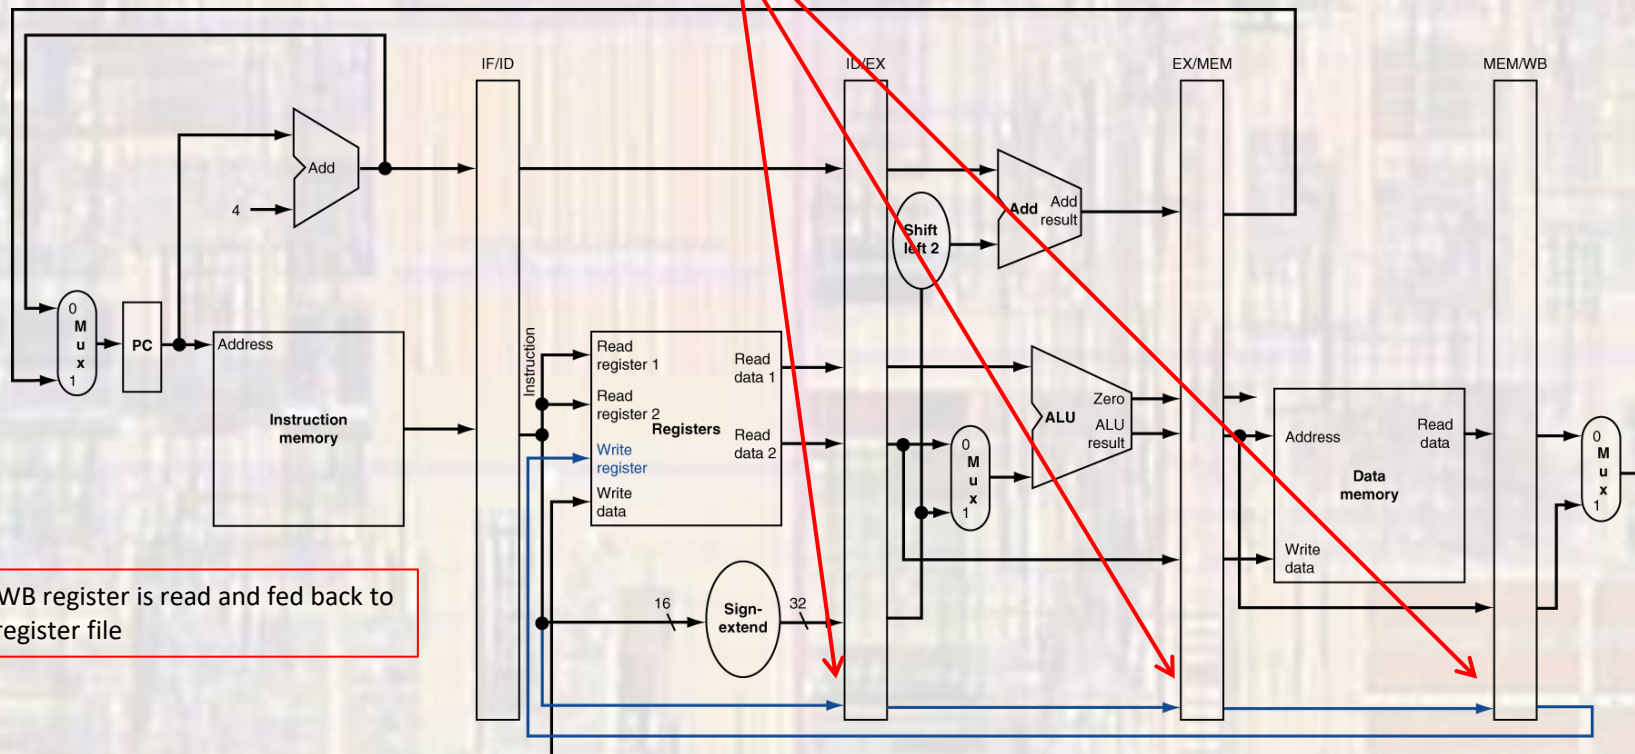 IF/ID
ID/EX
EX/MEM
MEM/WB
Add
4
0
M
u
x
1
PC
Address
Instruction
memory
Instruction
Read
register 1
Read
register 2
Write
register
Write
data
Registers
Read
data 1
Read
data 2
16
Sign-
extend
32
Shift
left 2
Add
Add
result
0
M
u
x
1
ALU
Zero
ALU
result
Address
Read
data
Data
memory
Write
data
0
M
u
x
1
WB register is read and fed back to
register file